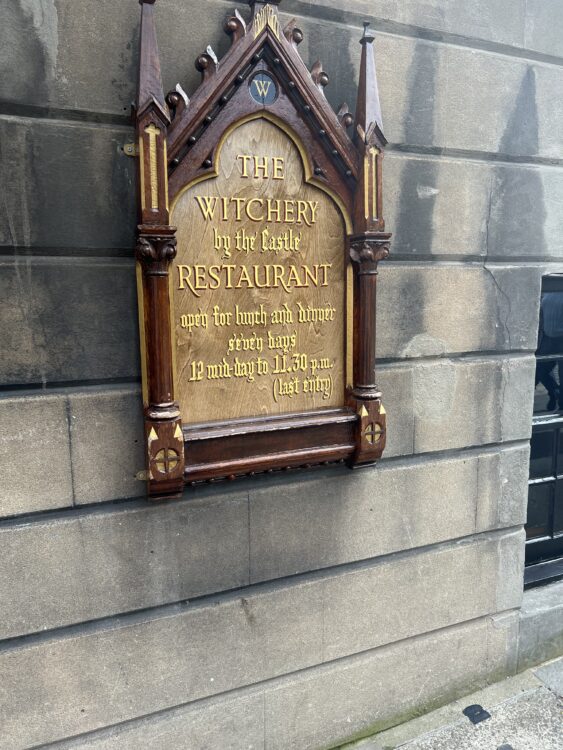 W
THE
WITCHERY
by the Castle
RESTAURANT
open for lunch and dinner
seven days
12 mid-day to 11.30 p.m.
(last entry)